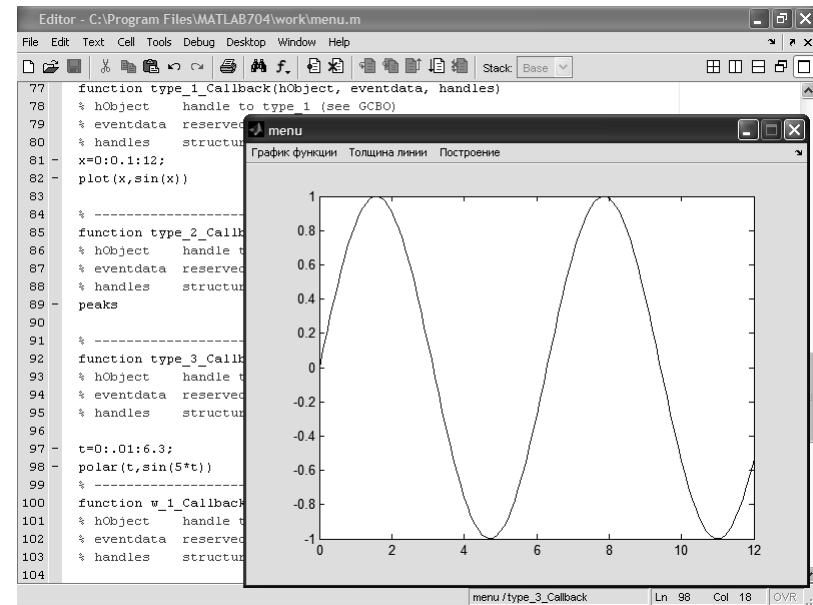 Editor - C:\Program Files\MATLAB704\work\menu.m
File Edit Text Cell Tools Debug Desktop Window Help
Stack: Base
77 function type_1_Callback(hObject, eventdata, handles)
78 % hObject handle to type_1 (see GCBO)
79 % eventdata reserved
80 % handles structur
81 - x=0:0.1:12;
82 - plot(x,sin(x))
83
84 % --------------------
85 function type_2_Callb
86 % hObject handle t
87 % eventdata reserved
88 % handles structur
89 - peaks
90
91 % --------------------
92 function type_3_Callb
93 % hObject handle t
94 % eventdata reserved
95 % handles structur
96
97 - t=0:.01:6.3;
98 - polar(t,sin(5*t))
99 % --------------------
100 function w_1_Callback
101 % hObject handle t
102 % eventdata reserved
103 % handles structur
104
menu
График функции Толщина линии Построение
1
0.8
0.6
0.4
0.2
0
-0.2
-0.4
-0.6
-0.8
-1
0 2 4 6 8 10 12
menu / type_3_Callback Ln 98 Col 18 OVR